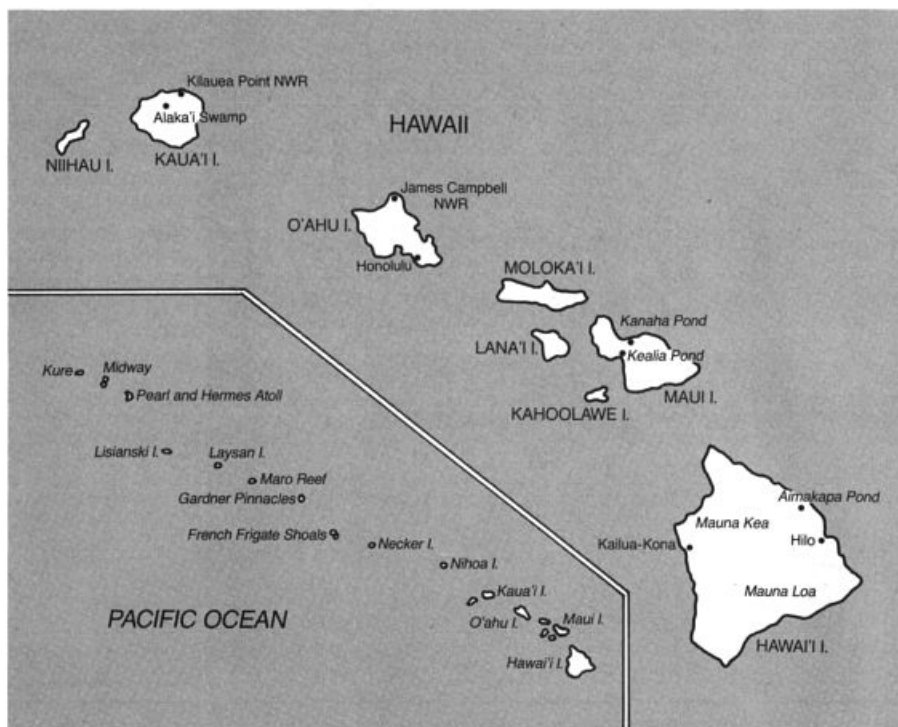 Kilauea Point NWR
Alaka'i Swamp
NIIHAU I.
KAUA'I I.
HAWAII
James Campbell
NWR
O'AHU I.
Honolulu
MOLOKA'I I.
Kanaha Pond
LANA'I I.
Kealia Pond
KAHOOLAWE I.
MAUI I.
Kure
Midway
Pearl and Hermes Atoll
Lisianski I.
Laysan I.
Maro Reef
Gardner Pinnacles
French Frigate Shoals
Necker I.
Nihoa I.
Kaua'i I.
O'ahu I.
Maui I.
Hawai'i I.
PACIFIC OCEAN
Aimakapa Pond
Mauna Kea
Kailua-Kona
Hilo
Mauna Loa
HAWAI'I I.